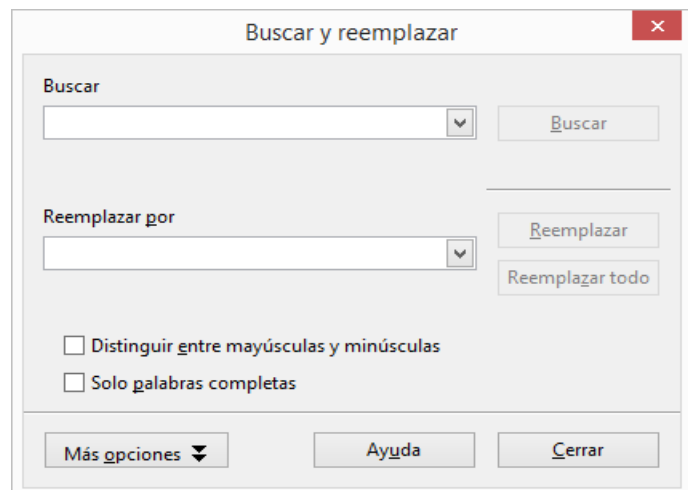 Buscar y reemplazar
Buscar
Buscar
Reemplazar por
Reemplazar
Reemplazar todo
Distinguir entre mayúsculas y minúsculas
Solo palabras completas
Más opciones
Ayuda
Cerrar